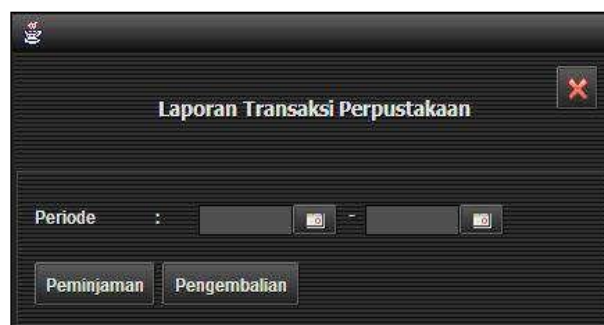 Laporan Transaksi Perpustakaan
Periode : -
Peminjaman Pengembalian